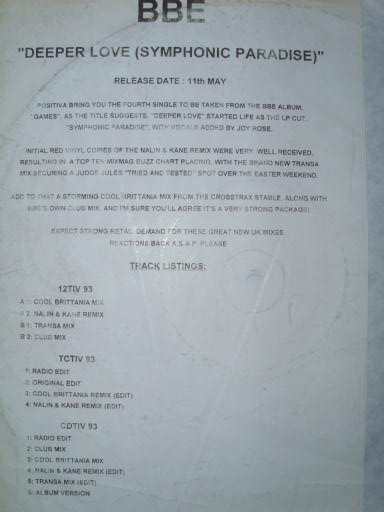 BBE
"DEEPER LOVE (SYMPHONIC PARADISE)"
RELEASE DATE : 11th MAY
POSITIVA BRING YOU THE FOURTH SINGLE TO BE TAKEN FROM THE BBE ALBUM,
"GAMES". AS THE TITLE SUGGESTS, "DEEPER LOVE" STARTED LIFE AS THE LP CUT,
"SYMPHONIC PARADISE", WITH VOCALS ADDED BY JOY ROSE.
INITIAL RED VINYL COPIES OF THE NALIN & KANE REMIX WERE VERY WELL RECEIVED,
RESULTING IN A TOP TEN MIXMAG BUZZ CHART PLACING, WITH THE BRAND NEW TRANSA
MIX SECURING A JUDGE JULES "TRIED AND TESTED" SPOT OVER THE EASTER WEEKEND.
ADD TO THAT A STORMING COOL BRITTANIA MIX FROM THE CROSSTRAX STABLE, ALONG WITH
BBE'S OWN CLUB MIX, AND I'M SURE YOU'LL AGREE IT'S A VERY STRONG PACKAGE!
EXPECT STRONG RETAIL DEMAND FOR THESE GREAT NEW UK MIXES.
REACTIONS BACK A.S.A.P. PLEASE
TRACK LISTINGS:
12TIV 93
A 1: COOL BRITTANIA MIX
A 2: NALIN & KANE REMIX
B 1: TRANSA MIX
B 2: CLUB MIX
TCTIV 93
1: RADIO EDIT
2: ORIGINAL EDIT
3: COOL BRITTANIA REMIX (EDIT)
4: NALIN & KANE REMIX (EDIT)
CDTIV 93
1: RADIO EDIT
2: CLUB MIX
3: COOL BRITTANIA MIX
4: NALIN & KANE REMIX (EDIT)
5: TRANSA MIX (EDIT)
6: ALBUM VERSION